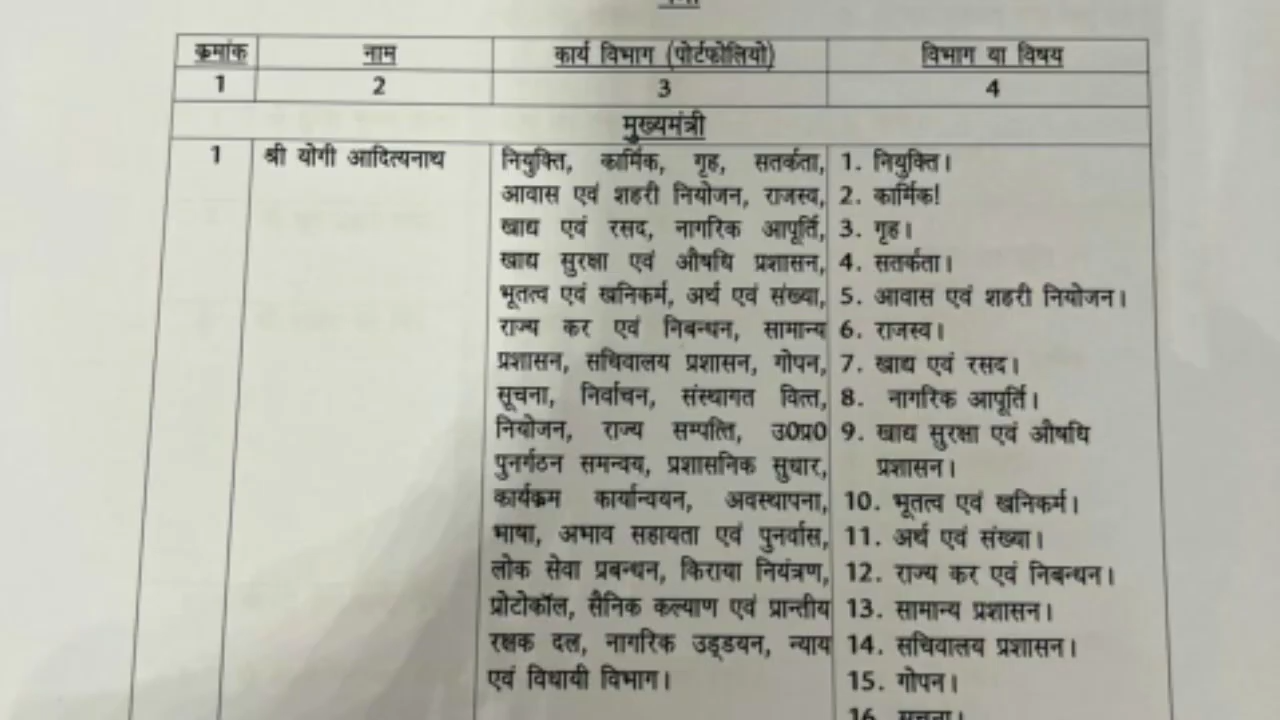 क्रमांक नाम कार्य विभाग (पोर्टफोलियो) विभाग या विषय
1 2 3 4
मुख्यमंत्री
1 श्री योगी आदित्यनाथ नियुक्ति, कार्मिक, गृह, सतर्कता, 1. नियुक्ति।
आवास एवं शहरी नियोजन, राजस्व, 2. कार्मिक!
खाद्य एवं रसद, नागरिक आपूर्ति, 3. गृह।
खाद्य सुरक्षा एवं औषधि प्रशासन, 4. सतर्कता।
भूतत्व एवं खनिकर्म, अर्थ एवं संख्या, 5. आवास एवं शहरी नियोजन।
राज्य कर एवं निबन्धन, सामान्य 6. राजस्व।
प्रशासन, सचिवालय प्रशासन, गोपन, 7. खाद्य एवं रसद।
सूचना, निर्वाचन, संस्थागत वित्त, 8. नागरिक आपूर्ति।
नियोजन, राज्य सम्पत्ति, उ0प्र0 9. खाद्य सुरक्षा एवं औषधि
पुनर्गठन समन्वय, प्रशासनिक सुधार, प्रशासन।
कार्यक्रम कार्यान्वयन, अवस्थापना, 10. भूतत्व एवं खनिकर्म।
भाषा, अभाव सहायता एवं पुनर्वास, 11. अर्थ एवं संख्या।
लोक सेवा प्रबन्धन, किराया नियंत्रण, 12. राज्य कर एवं निबन्धन।
प्रोटोकॉल, सैनिक कल्याण एवं प्रान्तीय 13. सामान्य प्रशासन।
रक्षक दल, नागरिक उड्डयन, न्याय 14. सचिवालय प्रशासन।
एवं विधायी विभाग। 15. गोपन।
16. सूचना।